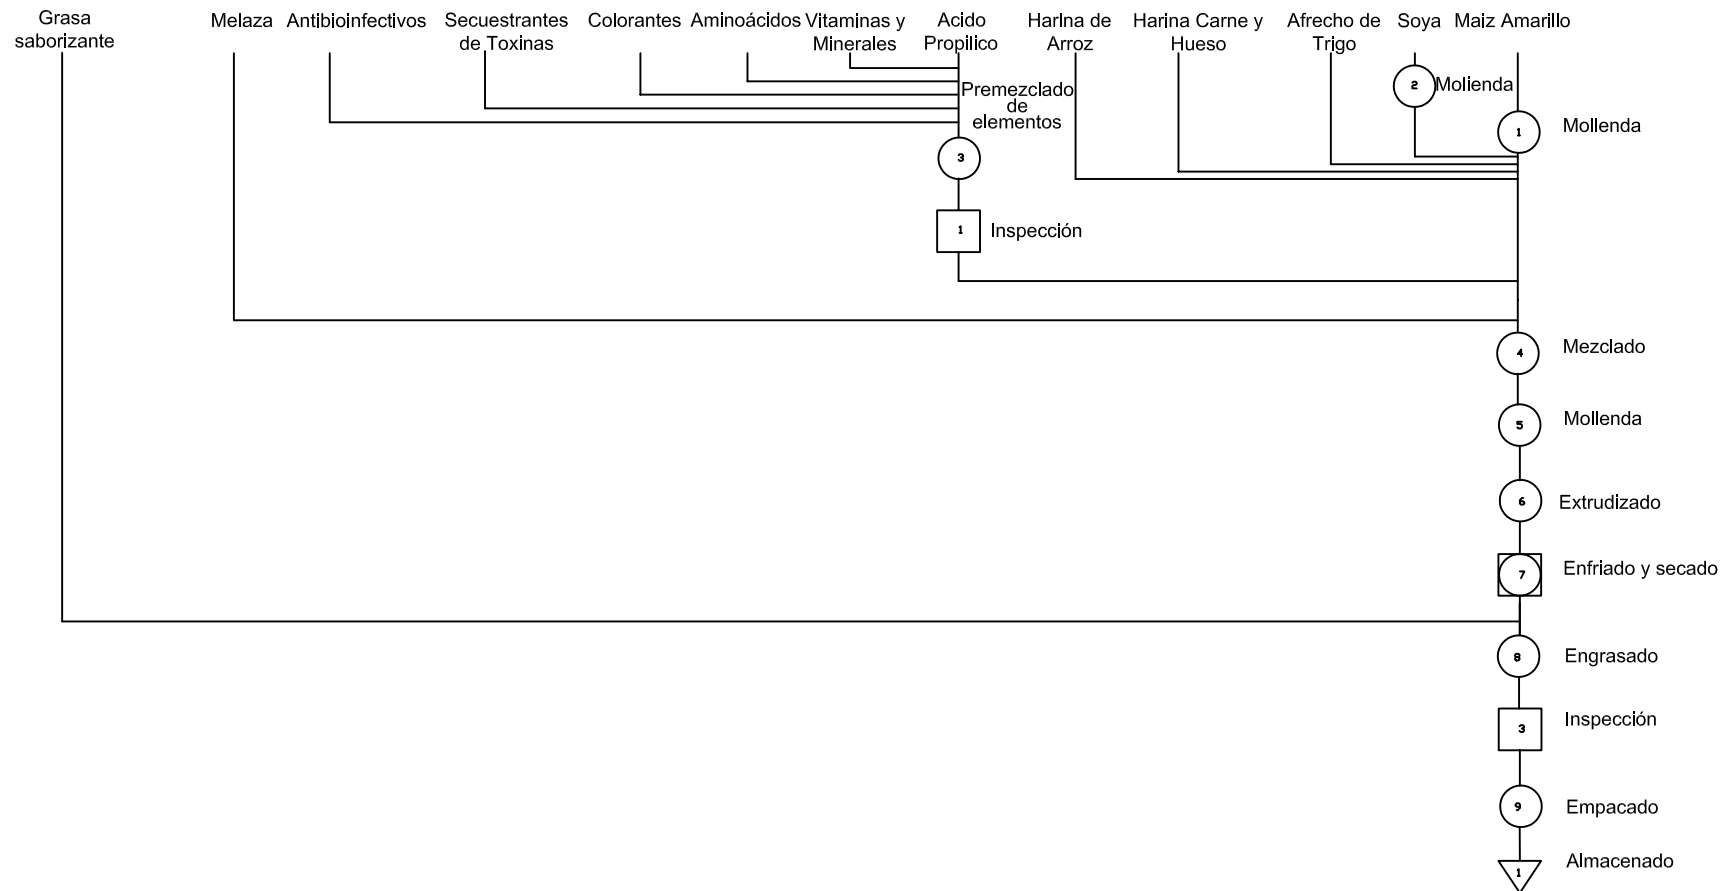 Grasa
saborizante
Melaza
Antibioinfectivos
Secuestrantes
de Toxinas
Colorantes
Aminoácidos
Vitaminas y
Minerales
Acido
Propilico
Harlna de
Arroz
Harina Carne y
Hueso
Afrecho de
Trigo
Soya
Maiz Amarillo
2
Molienda
Premezclado
de
elementos
1
Mollenda
3
1
Inspección
4
Mezclado
5
Mollenda
6
Extrudizado
7
Enfriado y secado
8
Engrasado
3
Inspección
9
Empacado
1
Almacenado